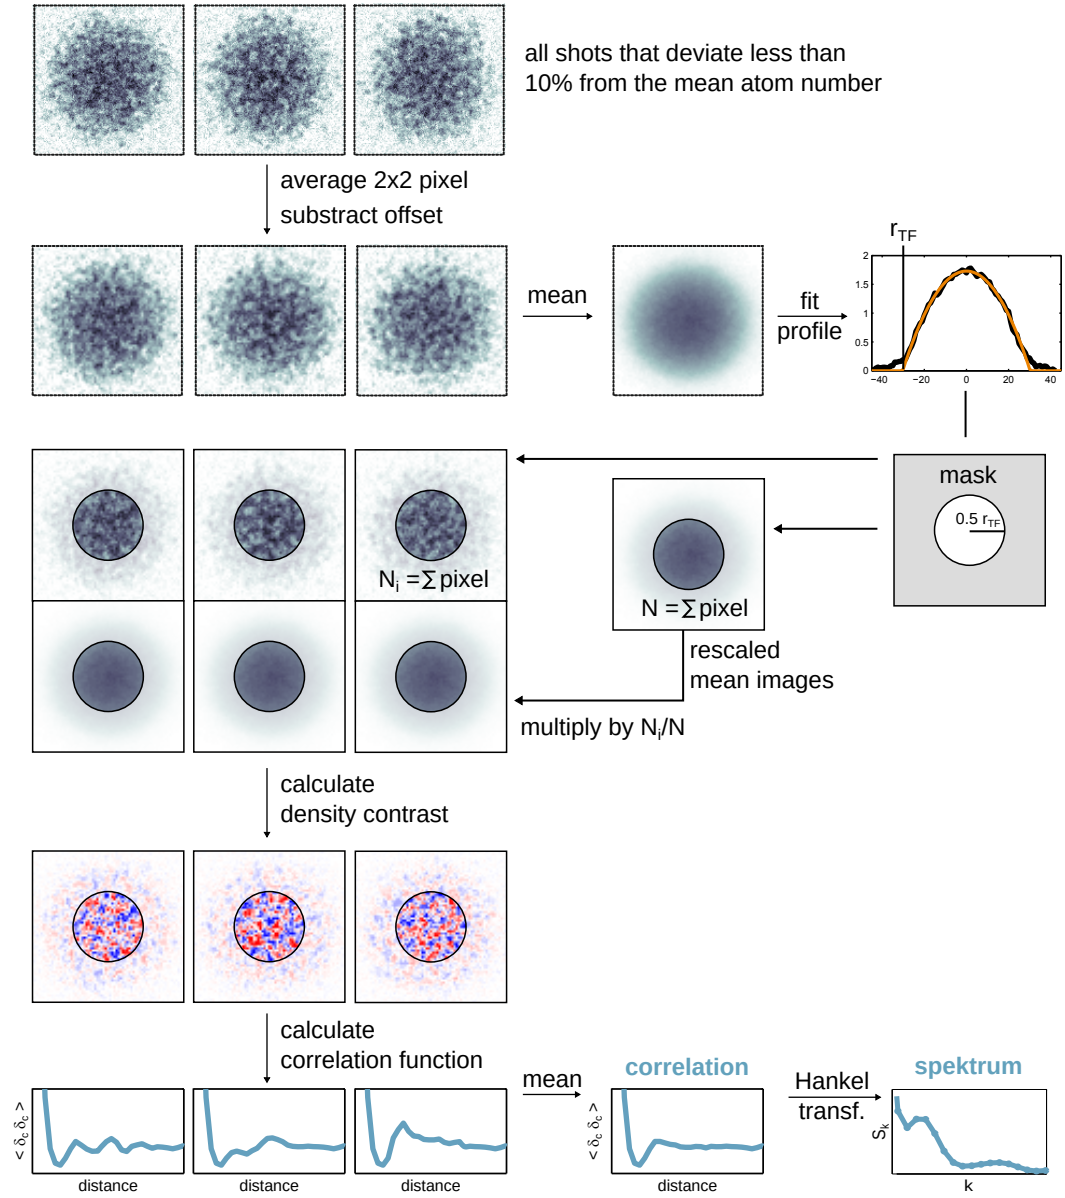 all shots that deviate less than
10% from the mean atom number
average 2x2 pixel
substract offset
mean
fit
profile
r_TF
2
1.5
1
0.5
0
−40
−20
0
20
40
mask
0.5 r_TF
N_i = Σ pixel
N = Σ pixel
rescaled
mean images
multiply by N_i/N
calculate
density contrast
calculate
correlation function
mean
correlation
Hankel
transf.
spektrum
< δ_c δ_c >
distance
distance
distance
< δ_c δ_c >
distance
S_k
k